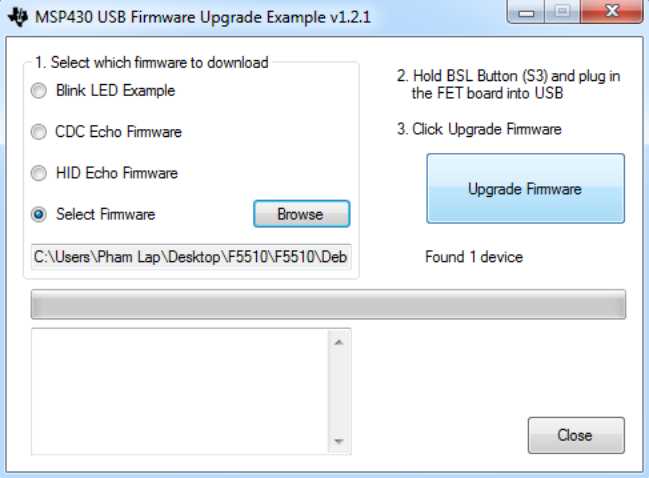 MSP430 USB Firmware Upgrade Example v1.2.1
1. Select which firmware to download
Blink LED Example
CDC Echo Firmware
HID Echo Firmware
Select Firmware
Browse
C:\Users\Pham Lap\Desktop\F5510\F5510\Deb
2. Hold BSL Button (S3) and plug in
the FET board into USB
3. Click Upgrade Firmware
Upgrade Firmware
Found 1 device
Close